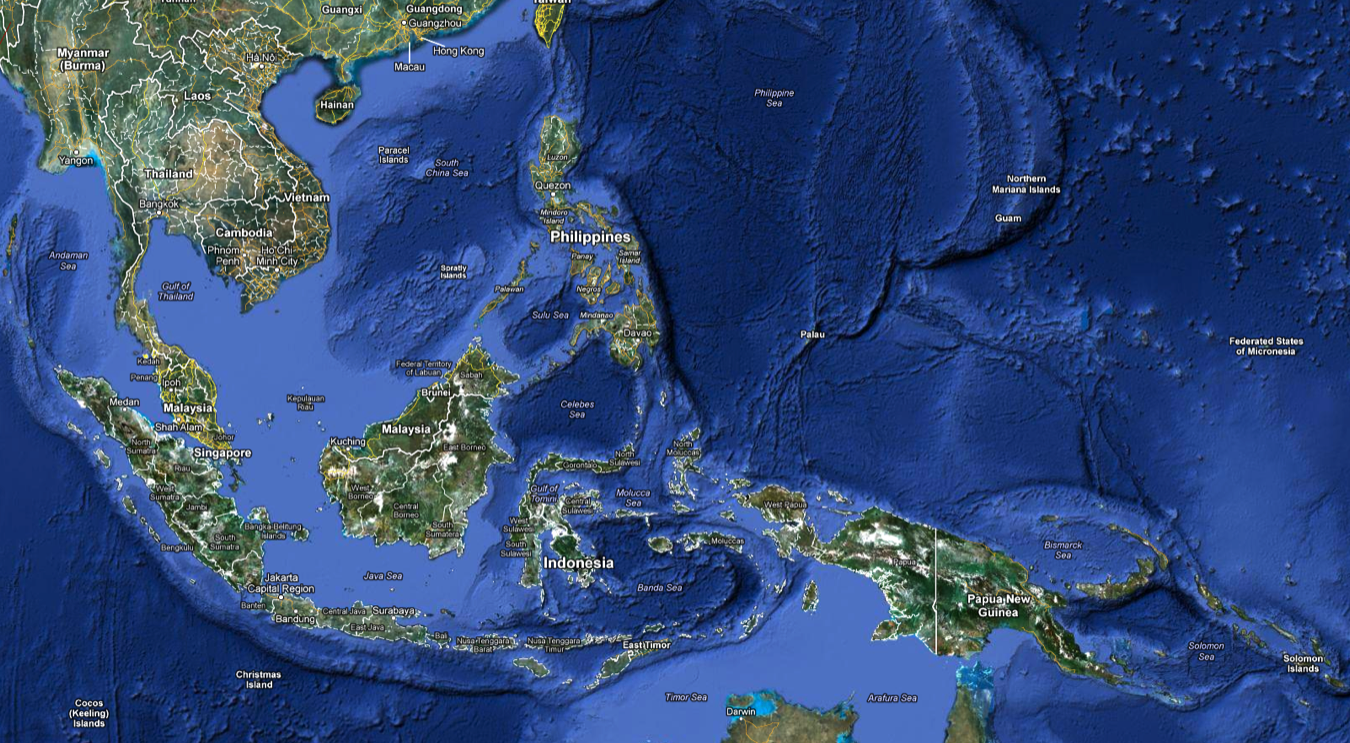 Guangxi
Guangdong
Taiwan
Guangzhou
Hong Kong
Macau
Myanmar
(Burma)
Hà Nội
Laos
Hainan
Philippine
Sea
Yangon
Paracel
Islands
South
China Sea
Luzon
Thailand
Quezon
Northern
Mariana Islands
Bangkok
Vietnam
Mindoro
Island
Guam
Cambodia
Philippines
Phnom
Penh
Ho Chi
Minh City
Andaman
Sea
Panay
Samar
Island
Spratly
Islands
Gulf of
Thailand
Palawan
Negros
Sulu Sea
Mindanao
Davao
Palau
Federated States
of Micronesia
Kedah
Penang
Ipoh
Federal Territory
of Labuan
Sabah
Brunei
Medan
Malaysia
Kepulauan
Riau
Celebes
Sea
Shah Alam
Johor
Malaysia
Singapore
Kuching
North
Sumatra
East Borneo
North
Moluccas
North
Sulawesi
Gorontalo
Riau
West
Sumatra
West
Borneo
Gulf of
Tomini
Central
Sulawesi
Molucca
Sea
West Papua
Jambi
Central
Borneo
Bangka-Belitung
Islands
South
Sumatera
West
Sulawesi
South
Sulawesi
South
Sumatra
Bengkulu
Moluccas
Bismarck
Sea
Indonesia
Papua
Jakarta
Capital Region
Java Sea
Banda Sea
Papua New
Guinea
Banten
Bandung
Central Java
Surabaya
East Java
Bali
Nusa Tenggara
Barat
Nusa Tenggara
Timur
East Timor
Solomon
Sea
Solomon
Islands
Christmas
Island
Timor Sea
Arafura Sea
Cocos
(Keeling)
Islands
Darwin